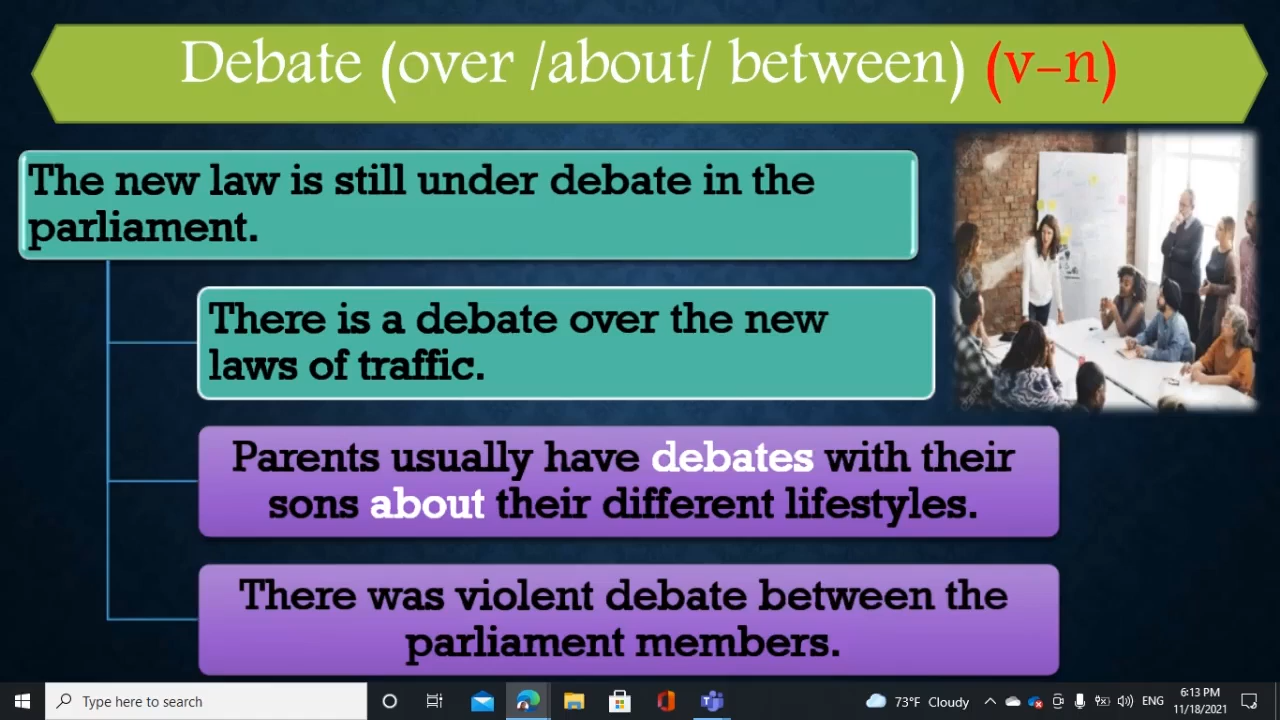 Debate (over /about/ between) (v-n)
The new law is still under debate in the
parliament.
There is a debate over the new
laws of traffic.
Parents usually have debates with their
sons about their different lifestyles.
There was violent debate between the
parliament members.
Type here to search
73°F Cloudy
ENG
6:13 PM
11/18/2021